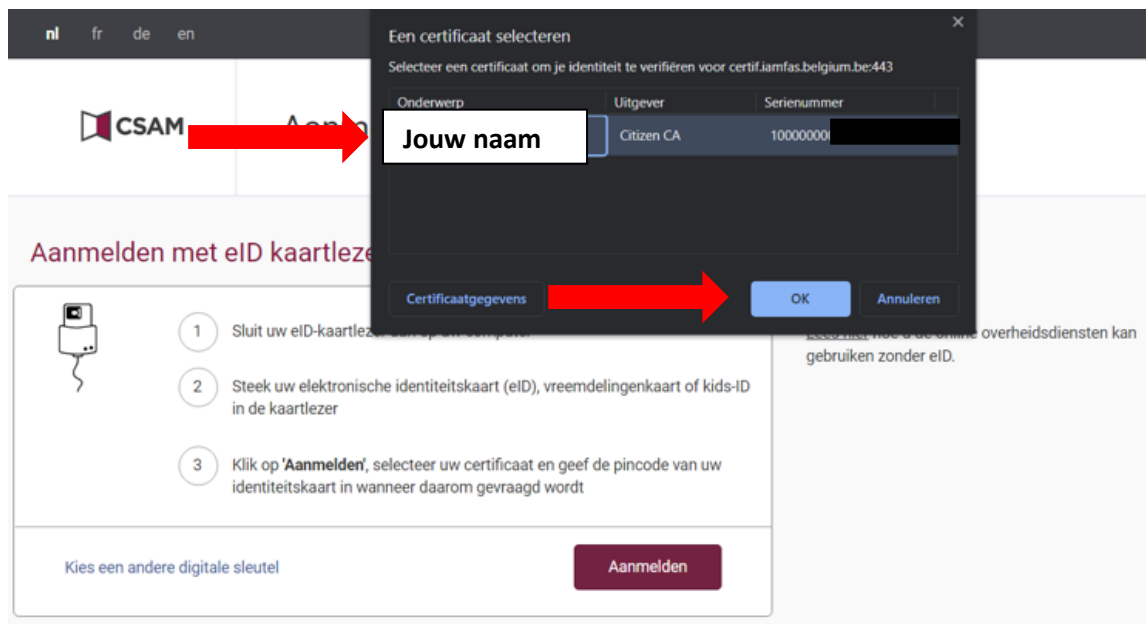 nl fr de en
Een certificaat selecteren
Selecteer een certificaat om je identiteit te verifiëren voor certif.iamfas.belgium.be:443
Onderwerp Uitgever Serienummer
Jouw naam Citizen CA 100000000
CSAM
Certificaatgegevens OK Annuleren
Aanmelden met eID kaartleze
1 Sluit uw eID-kaartlezer aan op uw computer
2 Steek uw elektronische identiteitskaart (eID), vreemdelingenkaart of kids-ID
in de kaartlezer
3 Klik op 'Aanmelden', selecteer uw certificaat en geef de pincode van uw
identiteitskaart in wanneer daarom gevraagd wordt
Kies een andere digitale sleutel Aanmelden
Lees hier hoe u de online overheidsdiensten kan
gebruiken zonder eID.